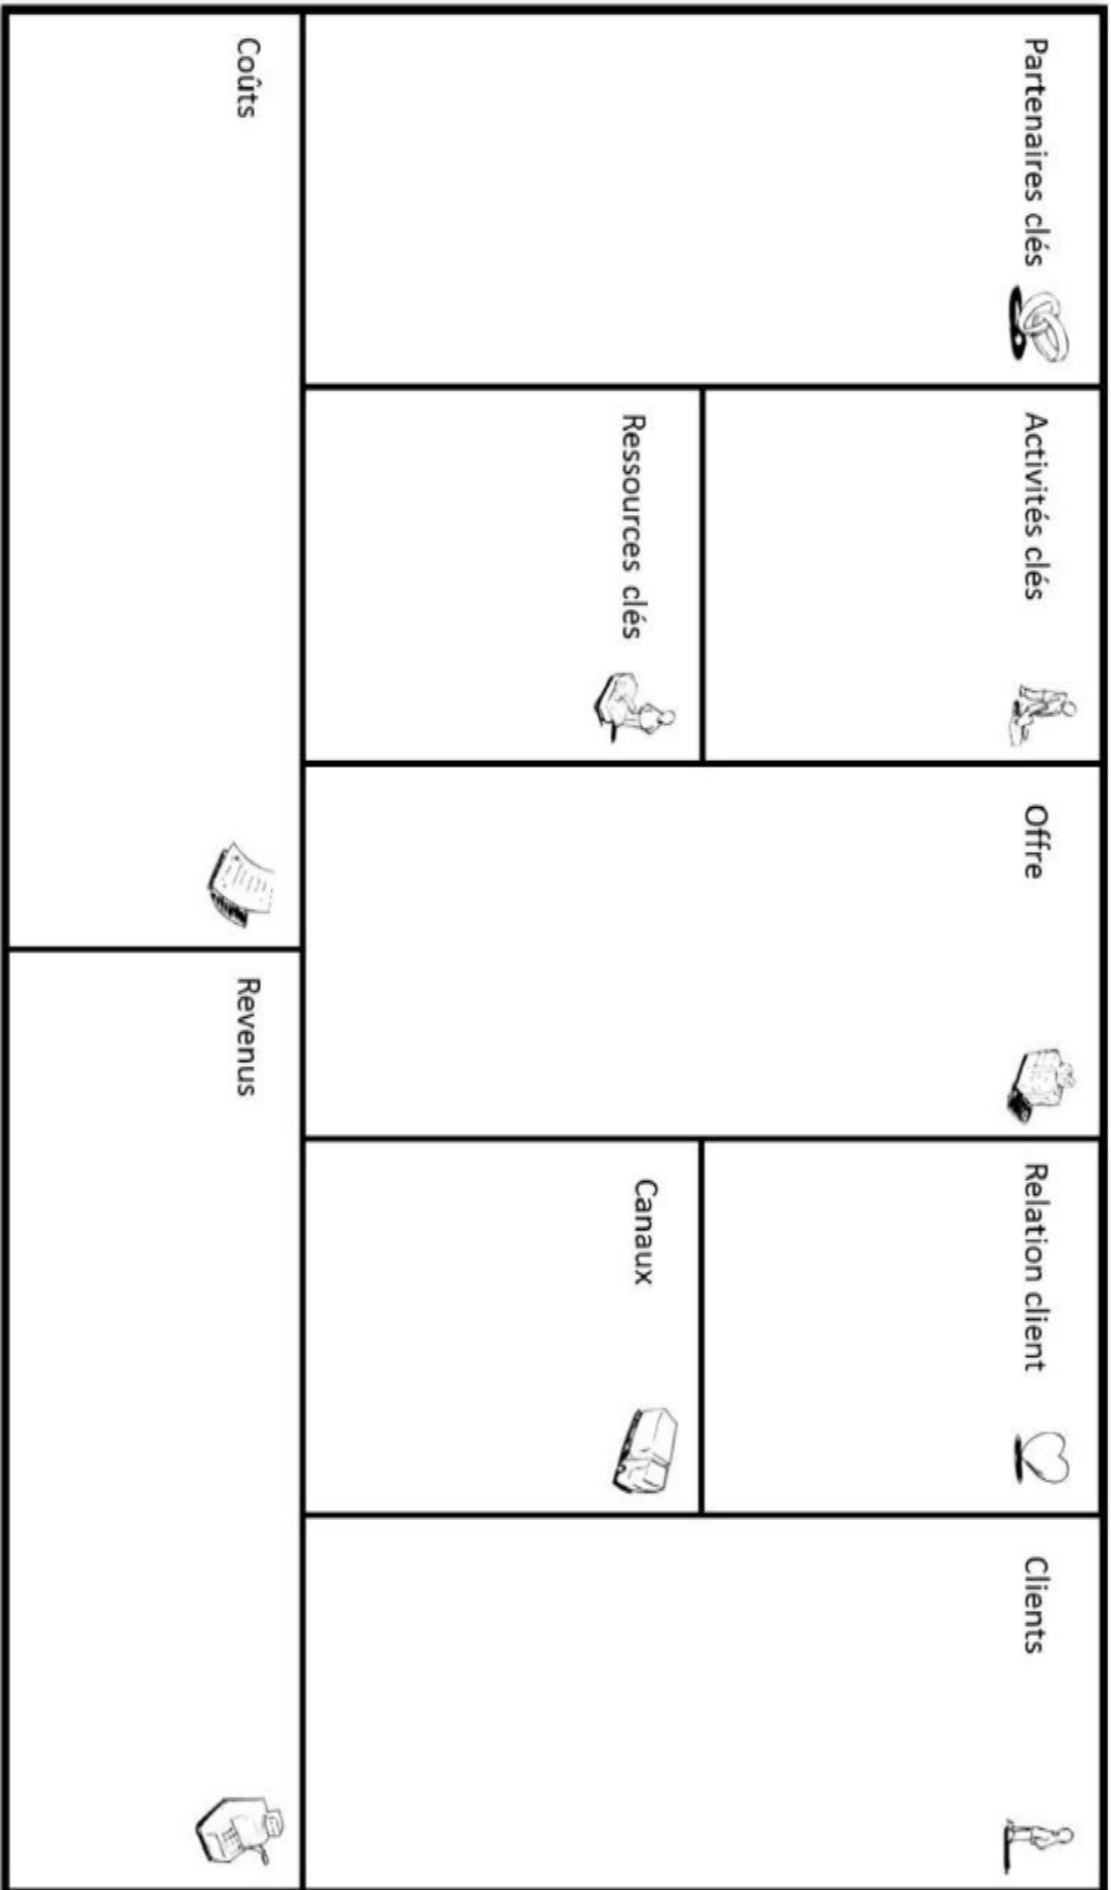 Partenaires clés
Activités clés
Ressources clés
Offre
Relation client
Canaux
Clients
Coûts
Revenus